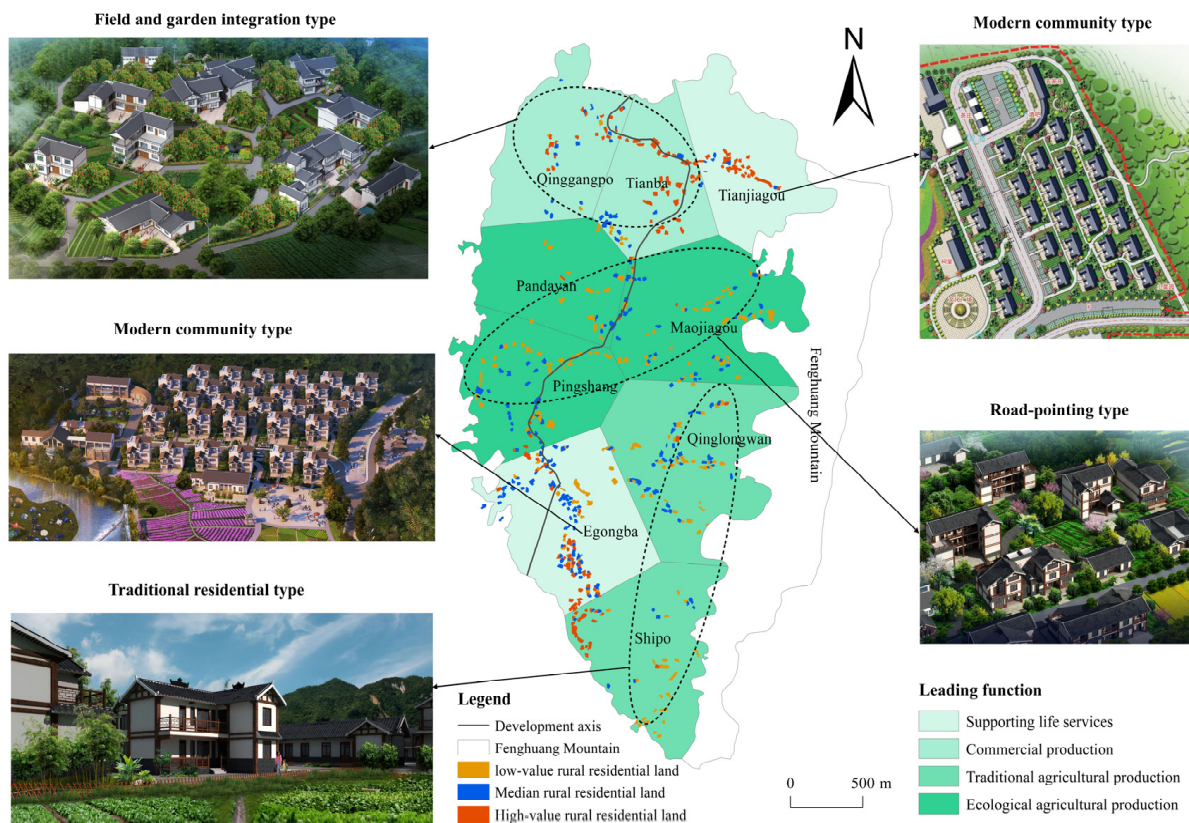 Field and garden integration type
Modern community type
N
Qinggangpo
Tianba
Tianjiagou
Pandayan
Modern community type
Maojiagou
Fenghuang Mountain
Pingshang
Road-pointing type
Qinglongwan
Egongba
Traditional residential type
Shipo
Legend
Development axis
Fenghuang Mountain
low-value rural residential land
Median rural residential land
High-value rural residential land
0 500 m
Leading function
Supporting life services
Commercial production
Traditional agricultural production
Ecological agricultural production